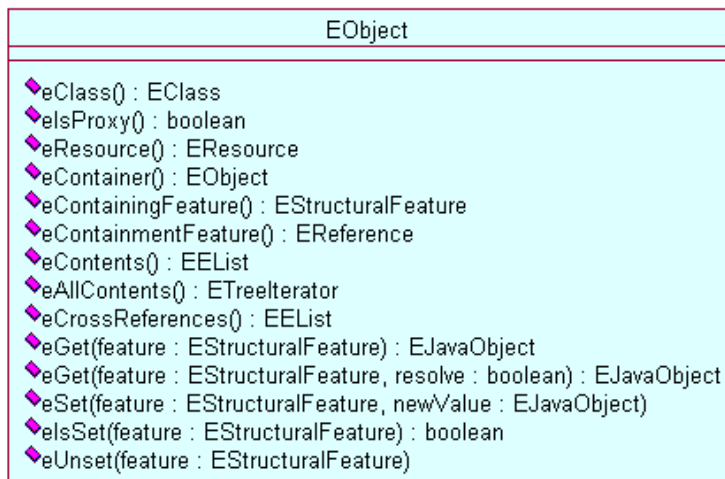 EObject
eClass() : EClass
eIsProxy() : boolean
eResource() : EResource
eContainer() : EObject
eContainingFeature() : EStructuralFeature
eContainmentFeature() : EReference
eContents() : EEList
eAllContents() : ETreeIterator
eCrossReferences() : EEList
eGet(feature : EStructuralFeature) : EJavaObject
eGet(feature : EStructuralFeature, resolve : boolean) : EJavaObject
eSet(feature : EStructuralFeature, newValue : EJavaObject)
eIsSet(feature : EStructuralFeature) : boolean
eUnset(feature : EStructuralFeature)